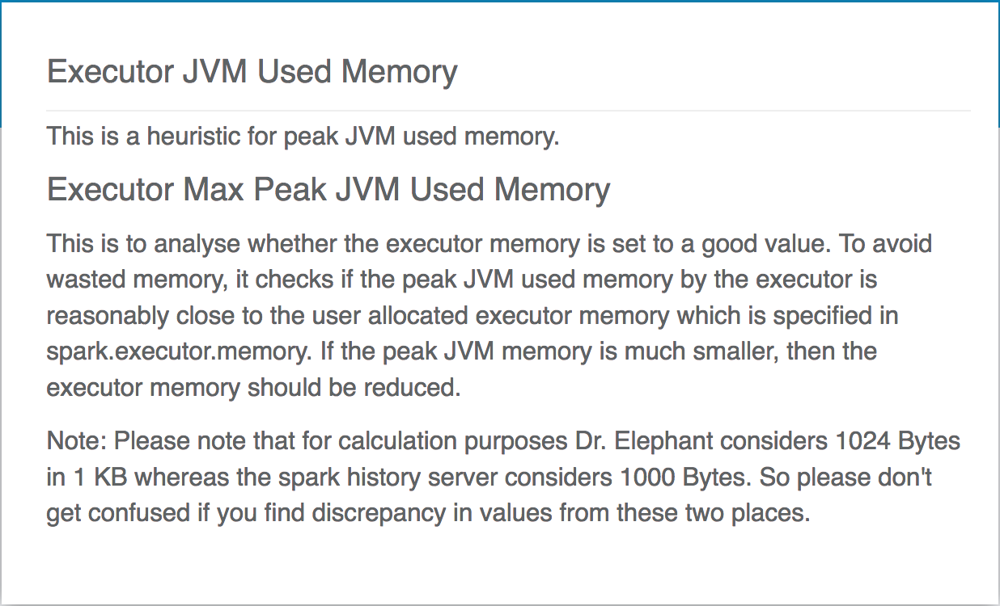 Executor JVM Used Memory
This is a heuristic for peak JVM used memory.
Executor Max Peak JVM Used Memory
This is to analyse whether the executor memory is set to a good value. To avoid
wasted memory, it checks if the peak JVM used memory by the executor is
reasonably close to the user allocated executor memory which is specified in
spark.executor.memory. If the peak JVM memory is much smaller, then the
executor memory should be reduced.
Note: Please note that for calculation purposes Dr. Elephant considers 1024 Bytes
in 1 KB whereas the spark history server considers 1000 Bytes. So please don't
get confused if you find discrepancy in values from these two places.